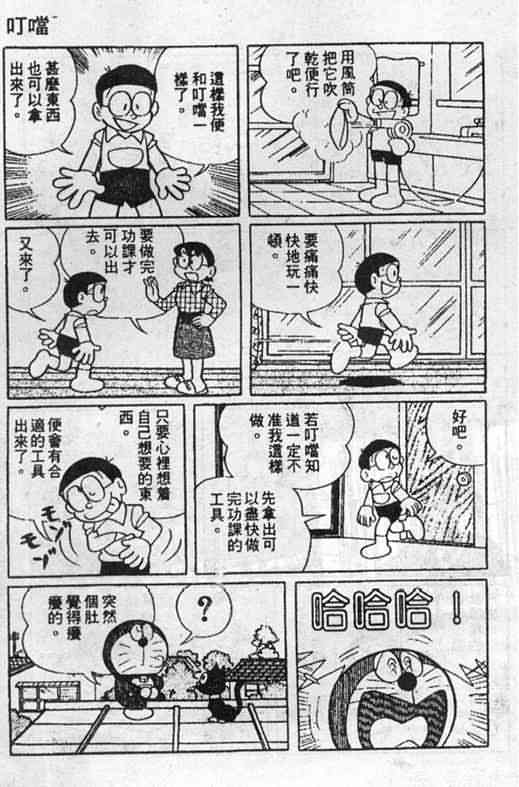 叮噹
用風筒
把它吹
乾便行
了吧。
這樣我便
和叮噹一
樣了。
甚麼東西
也可以拿
出來了。
要痛痛快
快地玩一
頓。
要做完
功課才
可以出
去。
又來了。
好吧。
若叮噹知
道一定不
准我這樣
做。
先拿出可
以盡快做
完功課的
工具。
只要心裡想着
自己想要的東
西。
便會有合
適的工具
出來了。
モゾ
モゾ
哈哈哈！
？
突然
個肚
覺得癢
癢的。